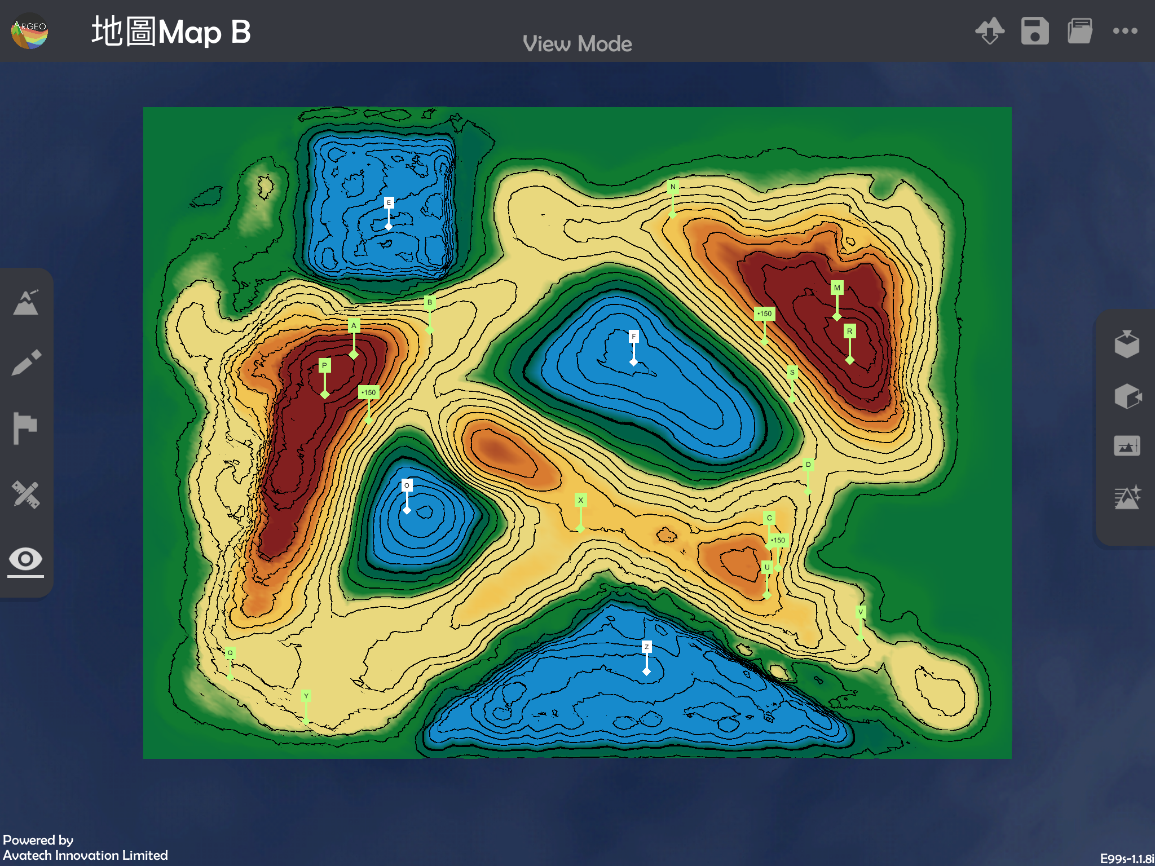 ARGEO
地圖Map B
View Mode
N
E
B
M
•150
A
R
F
P
S
•150
D
O
X
C
•150
U
V
Z
Q
Y
Powered by
Avatech Innovation Limited
E99s-1.1.8i